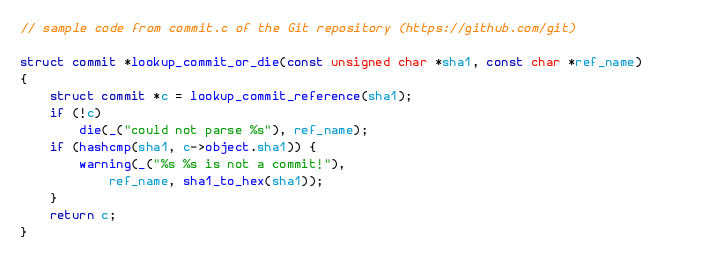 // sample code from commit.c of the Git repository (https://github.com/git)
struct commit *lookup_commit_or_die(const unsigned char *sha1, const char *ref_name)
{
    struct commit *c = lookup_commit_reference(sha1);
    if (!c)
        die(_("could not parse %s"), ref_name);
    if (hashcmp(sha1, c->object.sha1)) {
        warning(_("%s %s is not a commit!"),
            ref_name, sha1_to_hex(sha1));
    }
    return c;
}